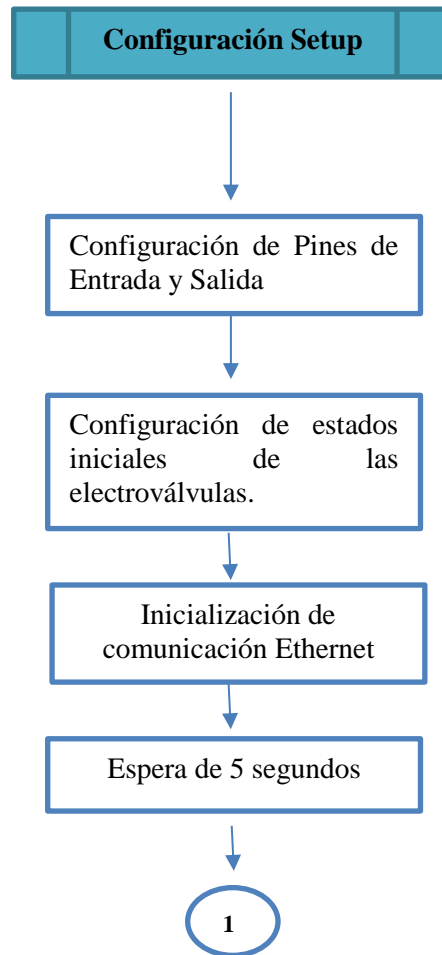 Configuración Setup
Configuración de Pines de
Entrada y Salida
Configuración de estados
iniciales de las
electroválvulas.
Inicialización de
comunicación Ethernet
Espera de 5 segundos
1